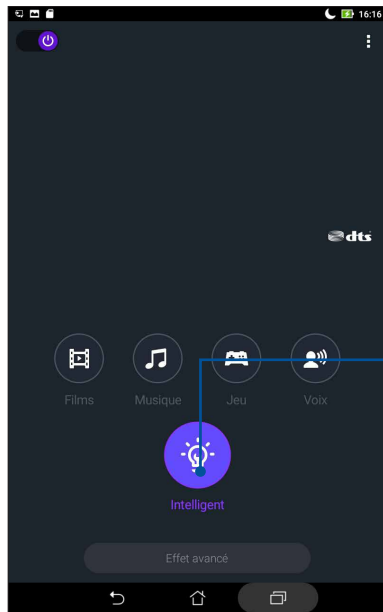 16:16
dts
Films Musique Jeu Voix
Intelligent
Effet avancé